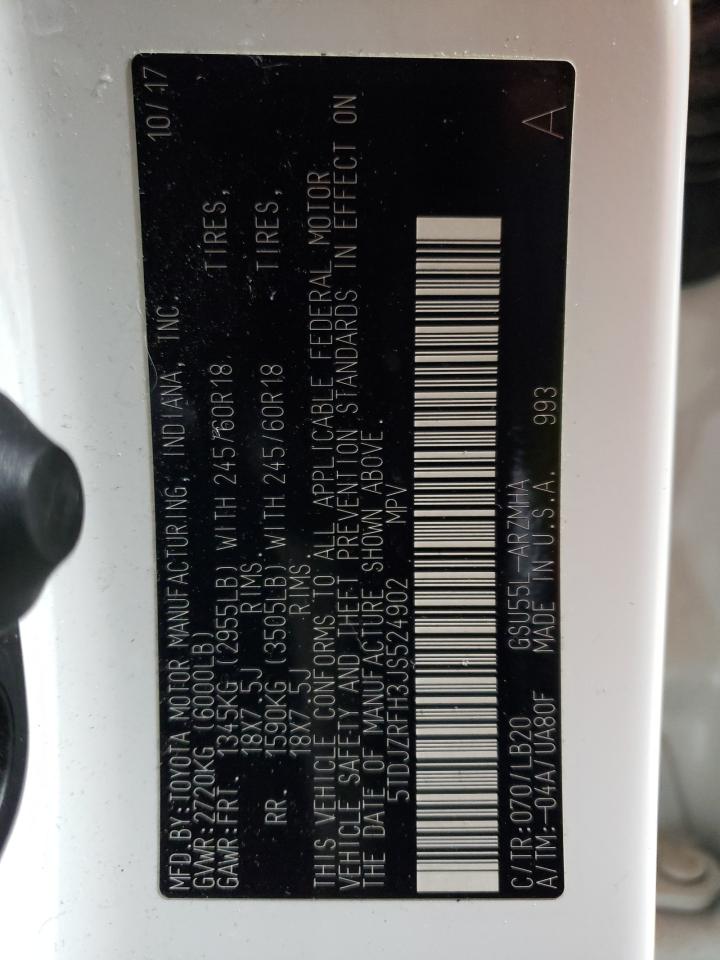 MFD.BY:TOYOTA MOTOR MANUFACTURING, INDIANA, INC. 10/17
GVWR:2720KG (6000LB)
GAWR:FRT. 1345KG (2955LB) WITH 245/60R18 TIRES,
18X7.5J RIMS.
RR. 1590KG (3505LB) WITH 245/60R18 TIRES,
18X7.5J RIMS
THIS VEHICLE CONFORMS TO ALL APPLICABLE FEDERAL MOTOR
VEHICLE SAFETY AND THEFT PREVENTION STANDARDS IN EFFECT ON
THE DATE OF MANUFACTURE SHOWN ABOVE.
5TDJZRFH3JS524902 MPV
C/TR:070/LB20 GSU55L-ARZMHA
A/TM:-04A/UA80F MADE IN U.S.A. 993 A